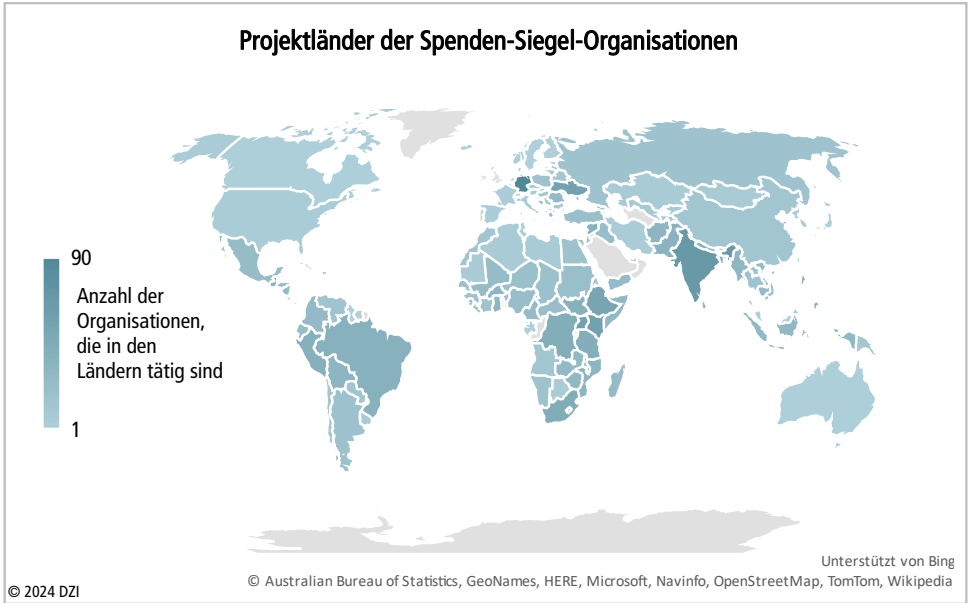 Projektländer der Spenden-Siegel-Organisationen
90
Anzahl der
Organisationen,
die in den
Ländern tätig sind
1
Unterstützt von Bing
© Australian Bureau of Statistics, GeoNames, HERE, Microsoft, Navinfo, OpenStreetMap, TomTom, Wikipedia
© 2024 DZI